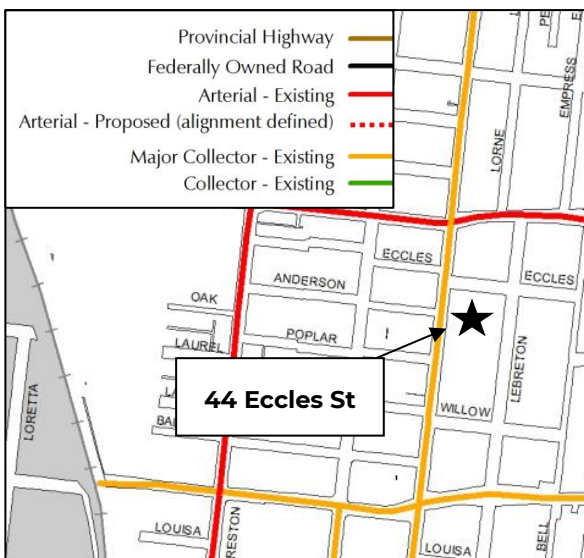 Provincial Highway
Federally Owned Road
Arterial - Existing
Arterial - Proposed (alignment defined)
Major Collector - Existing
Collector - Existing
EMPRESS
LORNE
ECCLES
ECCLES
ANDERSON
OAK
POPLAR
LAUREL
LEBRETON
LORETTA
44 Eccles St
WILLOW
LOUISA
RESTON
LOUISA
BELL